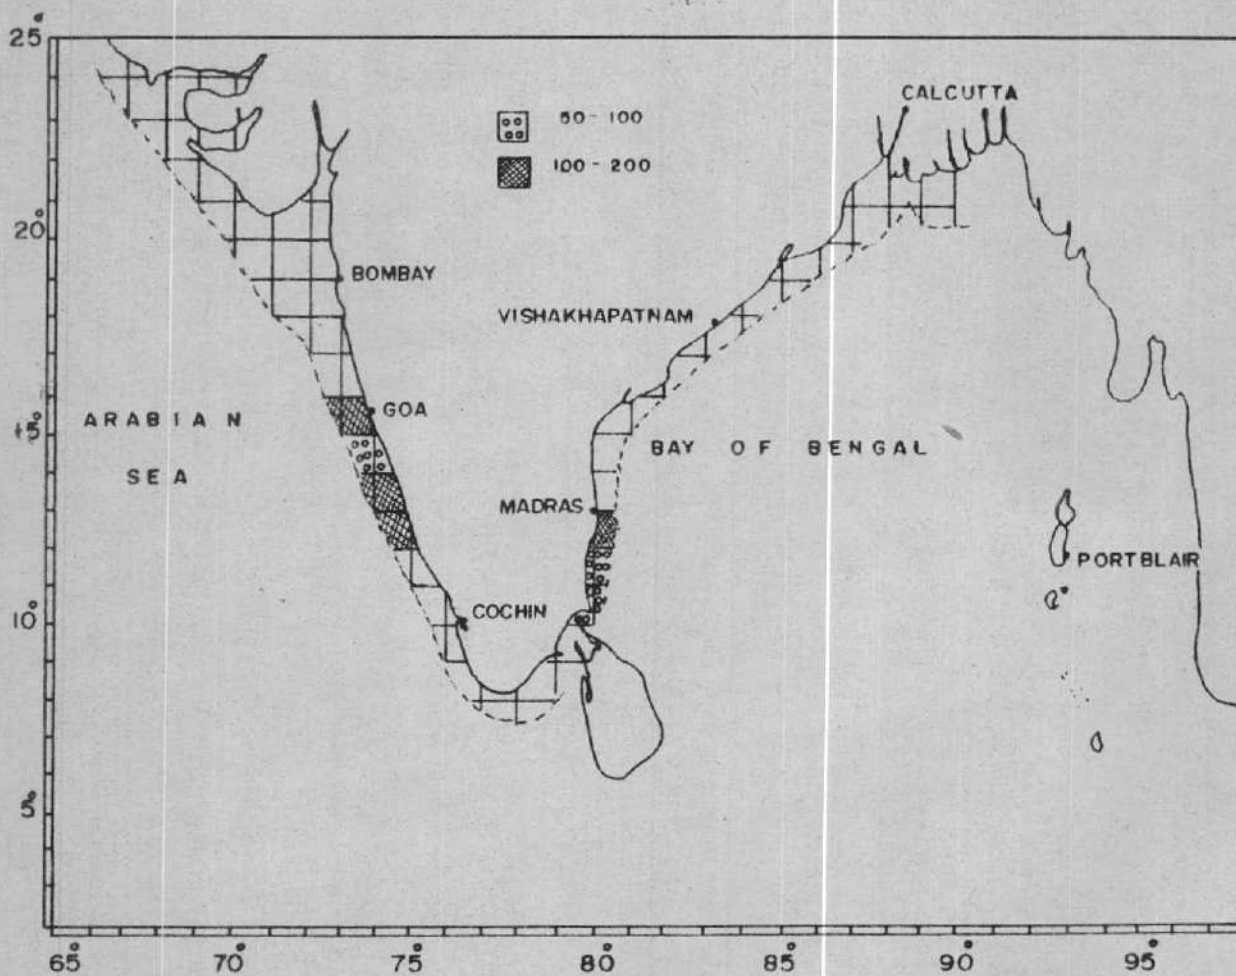 25°
CALCUTTA
50 - 100
100 - 200
20°
BOMBAY
VISHAKHAPATNAM
GOA
ARABIAN
15°
BAY OF BENGAL
SEA
MADRAS
PORTBLAIR
COCHIN
10°
5°
65° 70° 75° 80° 85° 90° 95°